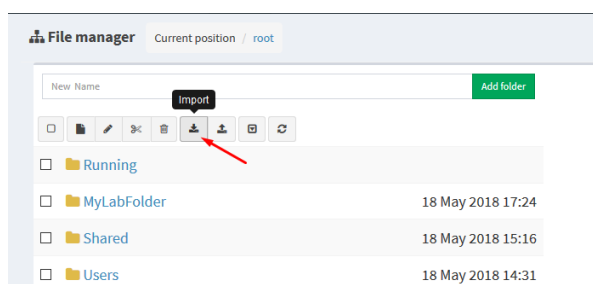 File manager Current position / root
New Name Add folder
Import
Running
MyLabFolder 18 May 2018 17:24
Shared 18 May 2018 15:16
Users 18 May 2018 14:31